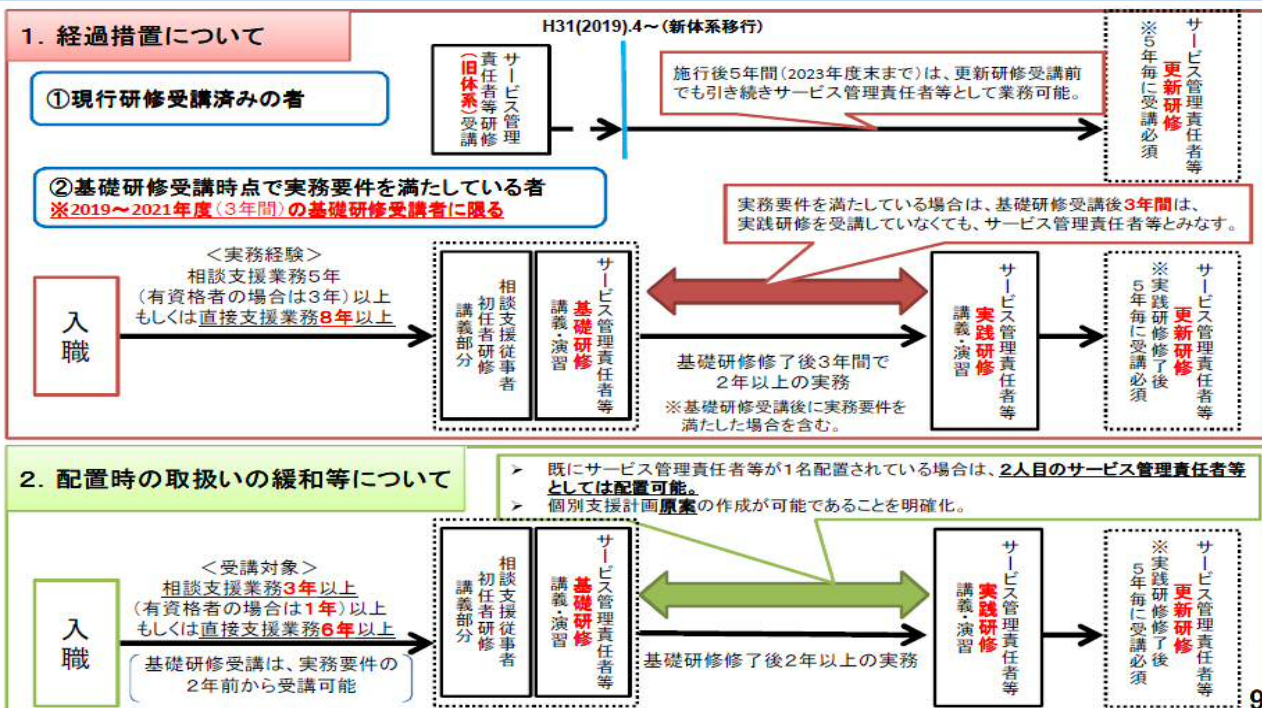 1．経過措置について
H31(2019).4～(新体系移行)
①現行研修受講済みの者
サービス管理
責任者等研修
(旧体系)受講
施行後5年間(2023年度末まで)は、更新研修受講前
でも引き続きサービス管理責任者等として業務可能。
サービス管理責任者等
更新研修
※5年毎に受講必須
②基礎研修受講時点で実務要件を満たしている者
※2019～2021年度(3年間)の基礎研修受講者に限る
実務要件を満たしている場合は、基礎研修受講後3年間は、
実践研修を受講していなくても、サービス管理責任者等とみなす。
入職
＜実務経験＞
相談支援業務5年
(有資格者の場合は3年)以上
もしくは直接支援業務8年以上
相談支援従事者
初任者研修
講義部分
サービス管理責任者等
基礎研修
講義・演習
基礎研修修了後3年間で
2年以上の実務
※基礎研修受講後に実務要件を
満たした場合を含む。
サービス管理責任者等
実践研修
講義・演習
サービス管理責任者等
更新研修
※実践研修修了後
5年毎に受講必須
2．配置時の取扱いの緩和等について
➢ 既にサービス管理責任者等が1名配置されている場合は、2人目のサービス管理責任者等
としては配置可能。
➢ 個別支援計画原案の作成が可能であることを明確化。
入職
＜受講対象＞
相談支援業務3年以上
(有資格者の場合は1年)以上
もしくは直接支援業務6年以上
基礎研修受講は、実務要件の
2年前から受講可能
相談支援従事者
初任者研修
講義部分
サービス管理責任者等
基礎研修
講義・演習
基礎研修修了後2年以上の実務
サービス管理責任者等
実践研修
講義・演習
サービス管理責任者等
更新研修
※実践研修修了後
5年毎に受講必須
9